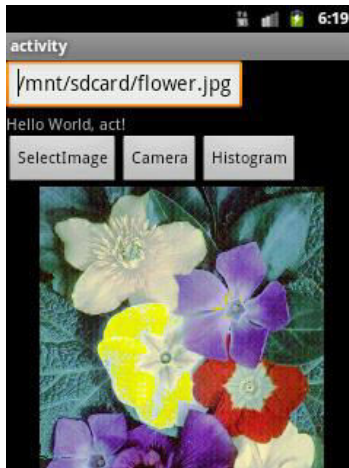 6:19
activity
/mnt/sdcard/flower.jpg
Hello World, act!
SelectImage Camera Histogram